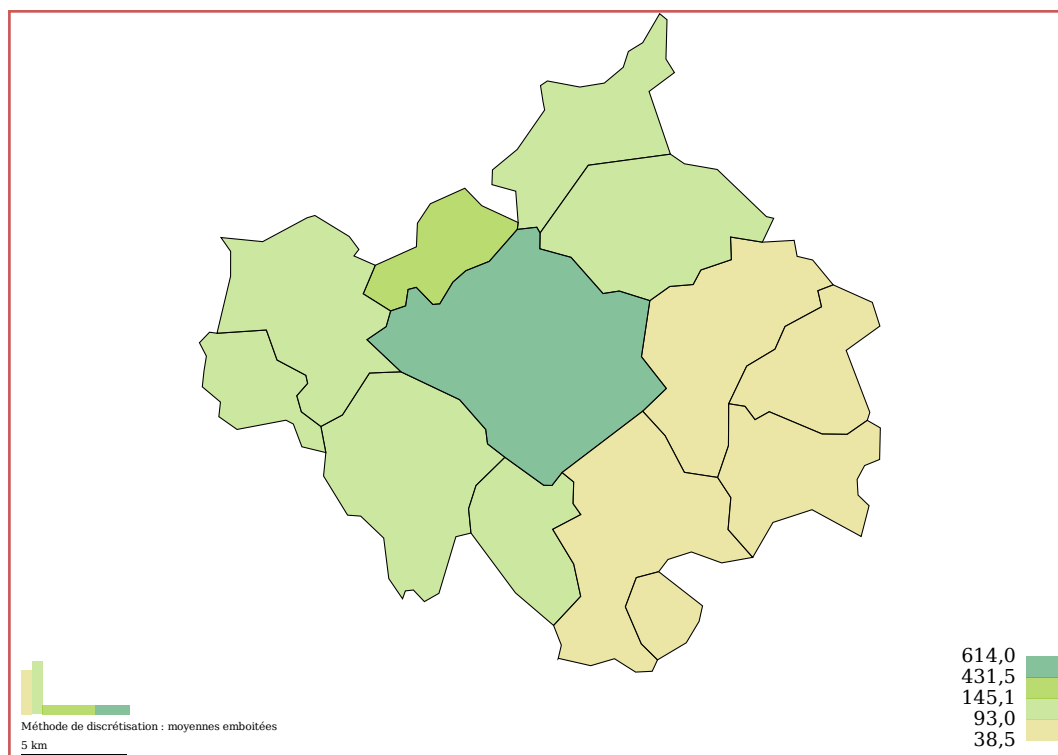 614,0
431,5
145,1
93,0
38,5
Méthode de discrétisation : moyennes emboitées
5 km